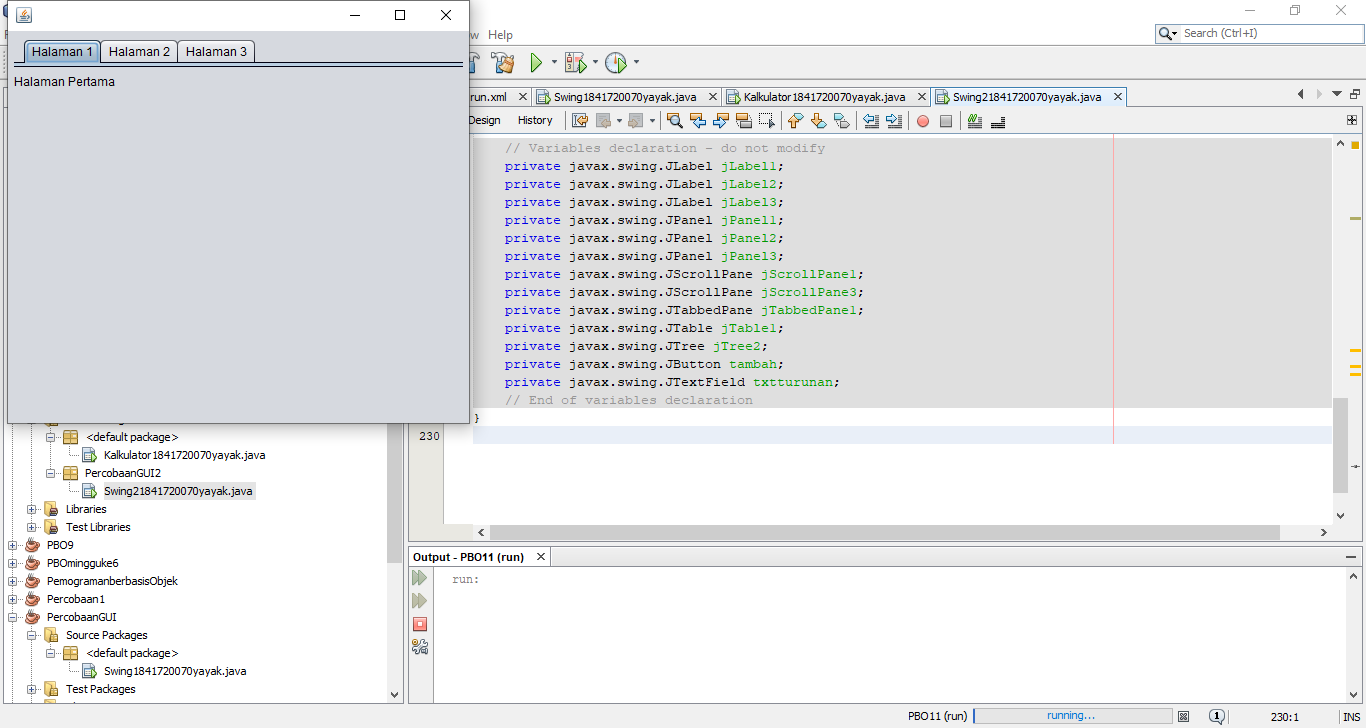 Halaman 1 Halaman 2 Halaman 3
Halaman Pertama
Help
Search (Ctrl+I)
run.xml Swing1841720070yayak.java Kalkulator1841720070yayak.java Swing21841720070yayak.java
Design History
// Variables declaration - do not modify
private javax.swing.JLabel jLabel1;
private javax.swing.JLabel jLabel2;
private javax.swing.JLabel jLabel3;
private javax.swing.JPanel jPanel1;
private javax.swing.JPanel jPanel2;
private javax.swing.JPanel jPanel3;
private javax.swing.JScrollPane jScrollPane1;
private javax.swing.JScrollPane jScrollPane3;
private javax.swing.JTabbedPane jTabbedPane1;
private javax.swing.JTable jTable1;
private javax.swing.JTree jTree2;
private javax.swing.JButton tambah;
private javax.swing.JTextField txtturunan;
// End of variables declaration
}
230
<default package>
Kalkulator1841720070yayak.java
PercobaanGUI2
Swing21841720070yayak.java
Libraries
Test Libraries
PBO9
PBOmingguke6
PemogramanberbasisObjek
Percobaan1
PercobaanGUI
Source Packages
<default package>
Swing1841720070yayak.java
Test Packages
Output - PBO11 (run)
run:
PBO11 (run) running... 1 230:1 INS